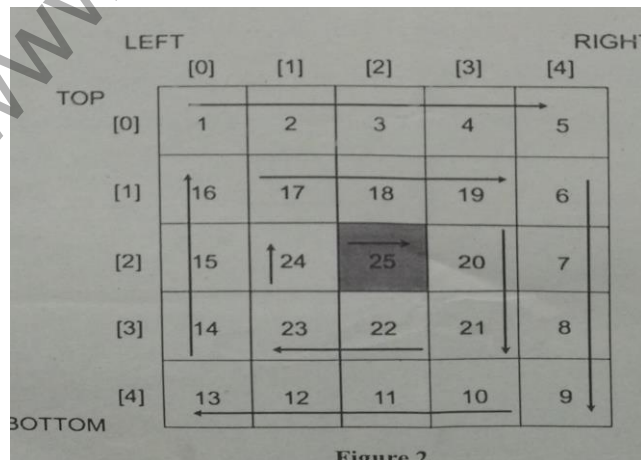 LEFT RIGHT
[0] [1] [2] [3] [4]
TOP
[0] 1 2 3 4 5
[1] 16 17 18 19 6
[2] 15 24 25 20 7
[3] 14 23 22 21 8
[4] 13 12 11 10 9
BOTTOM
Figure 2